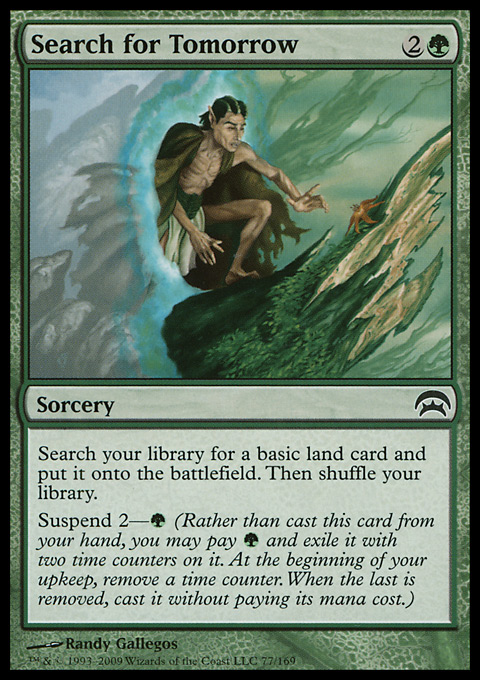 Search for Tomorrow 2
Sorcery
Search your library for a basic land card and
put it onto the battlefield. Then shuffle your
library.
Suspend 2— (Rather than cast this card from
your hand, you may pay and exile it with
two time counters on it. At the beginning of your
upkeep, remove a time counter. When the last is
removed, cast it without paying its mana cost.)
Randy Gallegos
™ & © 1993–2009 Wizards of the Coast LLC 77/169